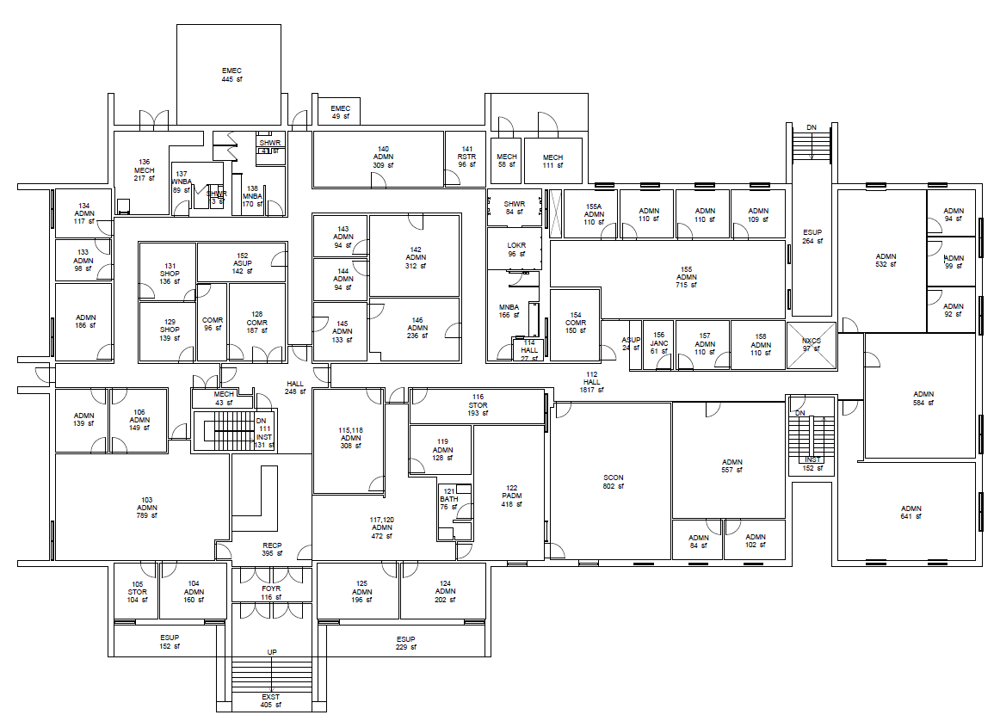 EMEC
445 sf
EMEC
49 sf
DN
SHWR
41 sf
136
MECH
217 sf
137
WNBA
89 sf
SHWR
3 sf
138
MNBA
170 sf
140
ADMN
309 sf
141
RSTR
96 sf
MECH
58 sf
MECH
111 sf
134
ADMN
117 sf
133
ADMN
98 sf
ADMN
186 sf
131
SHOP
136 sf
152
ASUP
142 sf
129
SHOP
139 sf
COMR
96 sf
128
COMR
187 sf
143
ADMN
94 sf
144
ADMN
94 sf
145
ADMN
133 sf
142
ADMN
312 sf
146
ADMN
236 sf
SHWR
84 sf
LOKR
96 sf
MNBA
166 sf
114
HALL
27 sf
155A
ADMN
110 sf
ADMN
110 sf
ADMN
110 sf
ADMN
109 sf
155
ADMN
715 sf
154
COMR
150 sf
ASUP
24 sf
156
JANC
61 sf
157
ADMN
110 sf
158
ADMN
110 sf
ESUP
264 sf
NXCS
97 sf
ADMN
532 sf
ADMN
94 sf
ADMN
99 sf
ADMN
92 sf
ADMN
584 sf
HALL
248 sf
112
HALL
1817 sf
MECH
43 sf
ADMN
139 sf
106
ADMN
149 sf
DN
111
INST
131 sf
115,118
ADMN
308 sf
116
STOR
193 sf
119
ADMN
128 sf
121
BATH
76 sf
122
PADM
418 sf
117,120
ADMN
472 sf
SCON
802 sf
ADMN
557 sf
ADMN
84 sf
ADMN
102 sf
DN
INST
152 sf
ADMN
641 sf
103
ADMN
789 sf
RECP
395 sf
105
STOR
104 sf
104
ADMN
160 sf
FOYR
116 sf
125
ADMN
196 sf
124
ADMN
202 sf
ESUP
152 sf
ESUP
229 sf
UP
EXST
405 sf